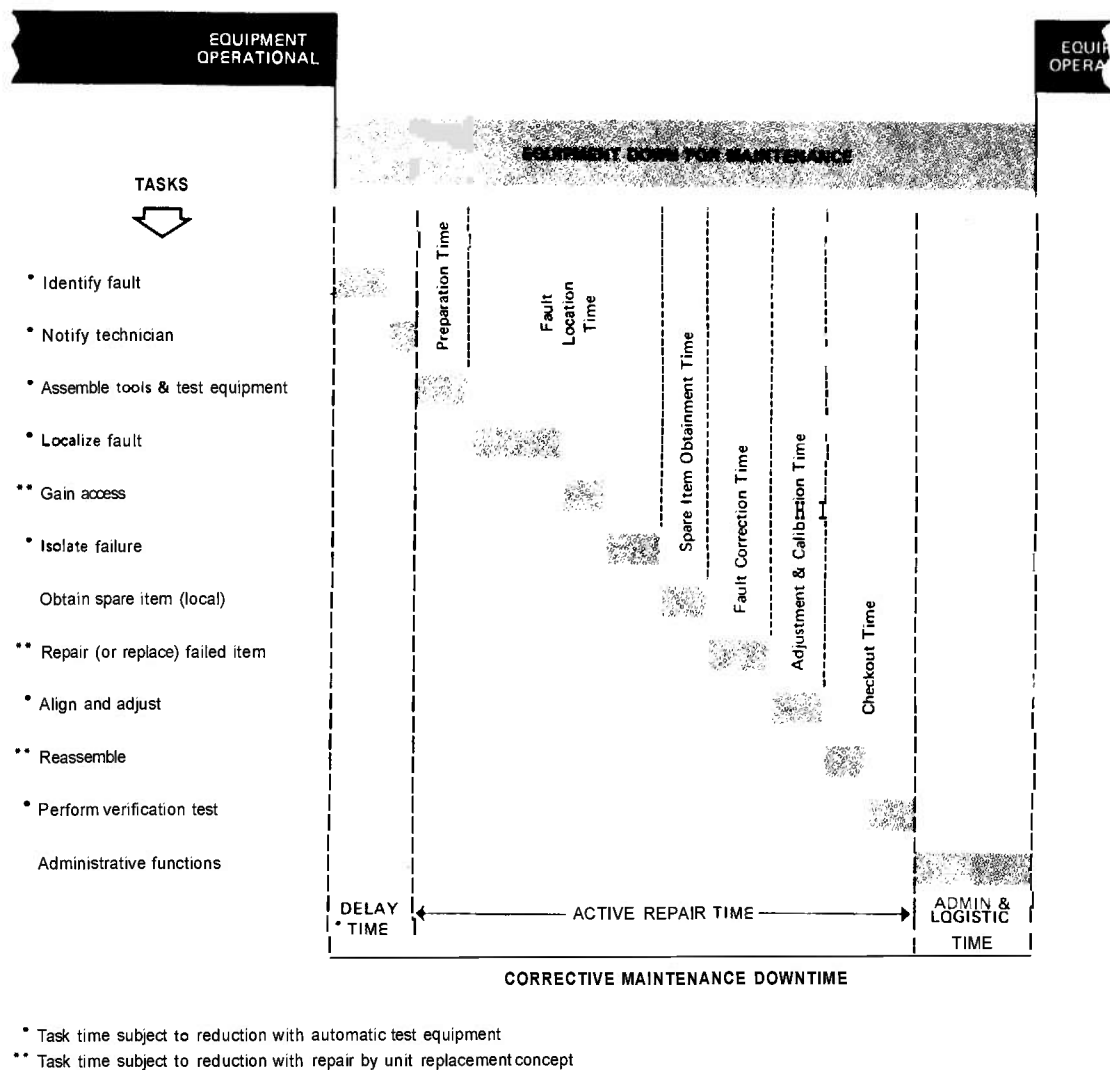 EQUIPMENT
OPERATIONAL
EQUIP
OPERA
EQUIPMENT DOWN FOR MAINTENANCE
TASKS
Preparation Time
Fault
Location
Time
Spare Item Obtainment Time
Fault Correction Time
Adjustment & Calibration Time
Checkout Time
* Identify fault
* Notify technician
* Assemble tools & test equipment
* Localize fault
** Gain access
* Isolate failure
Obtain spare item (local)
** Repair (or replace) failed item
* Align and adjust
** Reassemble
* Perform verification test
Administrative functions
DELAY
* TIME
ACTIVE REPAIR TIME
ADMIN &
LOGISTIC
TIME
CORRECTIVE MAINTENANCE DOWNTIME
* Task time subject to reduction with automatic test equipment
** Task time subject to reduction with repair by unit replacement concept